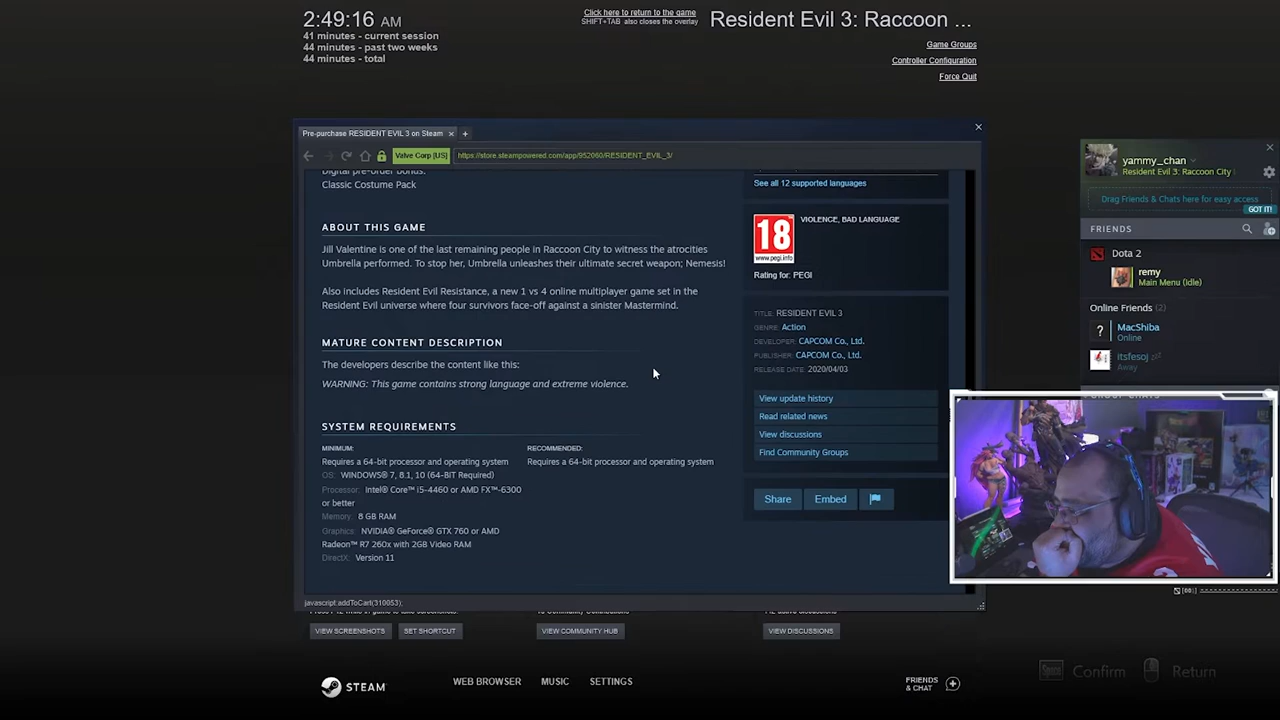 2:49:16 AM
41 minutes - current session
44 minutes - past two weeks
44 minutes - total
Click here to return to the game
SHIFT+TAB also closes the overlay
Resident Evil 3: Raccoon ...
Game Groups
Controller Configuration
Force Quit
Pre-purchase RESIDENT EVIL 3 on Steam
Valve Corp [US]
https://store.steampowered.com/app/952060/RESIDENT_EVIL_3/
Classic Costume Pack
ABOUT THIS GAME
Jill Valentine is one of the last remaining people in Raccoon City to witness the atrocities
Umbrella performed. To stop her, Umbrella unleashes their ultimate secret weapon; Nemesis!
Also includes Resident Evil Resistance, a new 1 vs 4 online multiplayer game set in the
Resident Evil universe where four survivors face-off against a sinister Mastermind.
MATURE CONTENT DESCRIPTION
The developers describe the content like this:
WARNING: This game contains strong language and extreme violence.
SYSTEM REQUIREMENTS
MINIMUM:
Requires a 64-bit processor and operating system
OS: WINDOWS® 7, 8.1, 10 (64-BIT Required)
Processor: Intel® Core™ i5-4460 or AMD FX™-6300
or better
Memory: 8 GB RAM
Graphics: NVIDIA® GeForce® GTX 760 or AMD
Radeon™ R7 260x with 2GB Video RAM
DirectX: Version 11
RECOMMENDED:
Requires a 64-bit processor and operating system
See all 12 supported languages
18
www.pegi.info
VIOLENCE, BAD LANGUAGE
Rating for: PEGI
TITLE: RESIDENT EVIL 3
GENRE: Action
DEVELOPER: CAPCOM Co., Ltd.
PUBLISHER: CAPCOM Co., Ltd.
RELEASE DATE: 2020/04/03
View update history
Read related news
View discussions
Find Community Groups
Share
Embed
javascript:addToCart(310053);
VIEW SCREENSHOTS
SET SHORTCUT
VIEW COMMUNITY HUB
VIEW DISCUSSIONS
STEAM
WEB BROWSER
MUSIC
SETTINGS
FRIENDS
& CHAT
yammy_chan
Resident Evil 3: Raccoon City
Drag Friends & Chats here for easy access
GOT IT!
FRIENDS
Dota 2
remy
Main Menu (Idle)
Online Friends (2)
MacShiba
Online
itsfesoj
Away
Space
Confirm
Return